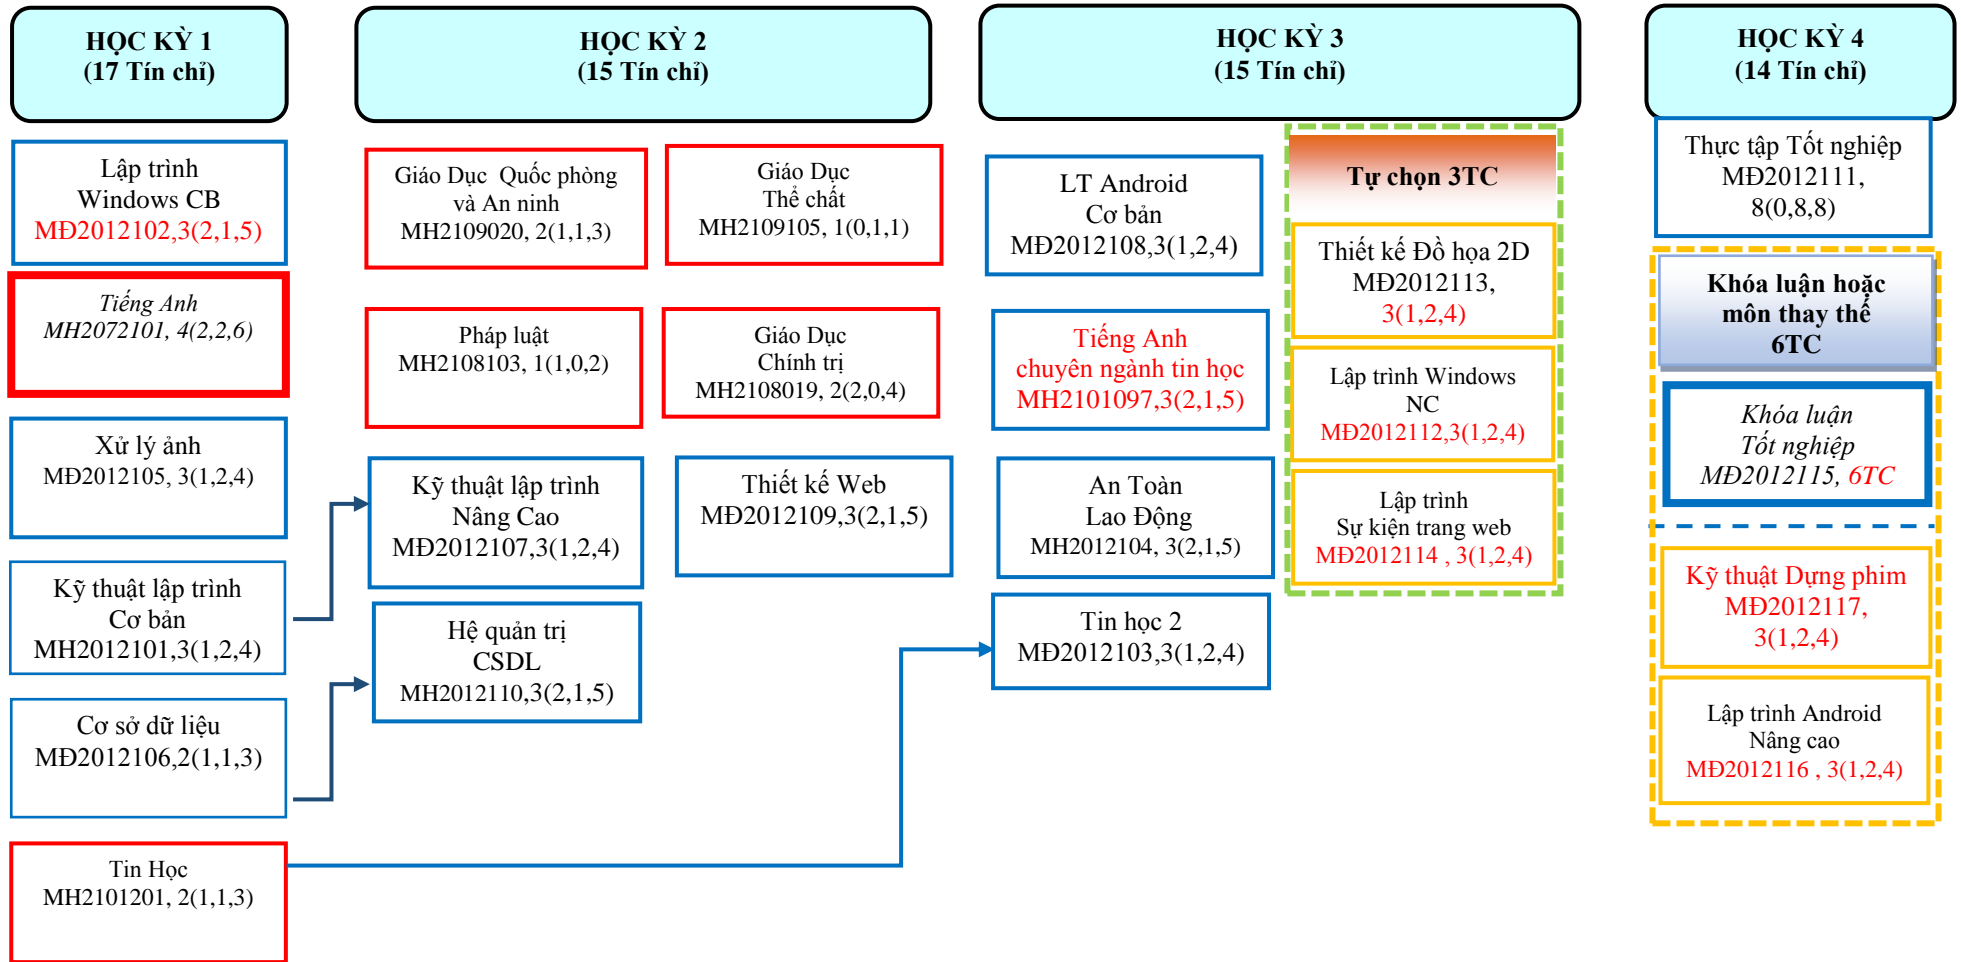 HỌC KỲ 1
(17 Tín chỉ)
Lập trình
Windows CB
MĐ2012102,3(2,1,5)
Tiếng Anh
MH2072101, 4(2,2,6)
Xử lý ảnh
MĐ2012105, 3(1,2,4)
Kỹ thuật lập trình
Cơ bản
MH2012101,3(1,2,4)
Cơ sở dữ liệu
MĐ2012106,2(1,1,3)
Tin Học
MH2101201, 2(1,1,3)
HỌC KỲ 2
(15 Tín chỉ)
Giáo Dục Quốc phòng
và An ninh
MH2109020, 2(1,1,3)
Giáo Dục
Thể chất
MH2109105, 1(0,1,1)
Pháp luật
MH2108103, 1(1,0,2)
Giáo Dục
Chính trị
MH2108019, 2(2,0,4)
Kỹ thuật lập trình
Nâng Cao
MĐ2012107,3(1,2,4)
Thiết kế Web
MĐ2012109,3(2,1,5)
Hệ quản trị
CSDL
MH2012110,3(2,1,5)
HỌC KỲ 3
(15 Tín chỉ)
LT Android
Cơ bản
MĐ2012108,3(1,2,4)
Tiếng Anh
chuyên ngành tin học
MH2101097,3(2,1,5)
An Toàn
Lao Động
MH2012104, 3(2,1,5)
Tin học 2
MĐ2012103,3(1,2,4)
Tự chọn 3TC
Thiết kế Đồ họa 2D
MĐ2012113,
3(1,2,4)
Lập trình Windows
NC
MĐ2012112,3(1,2,4)
Lập trình
Sự kiện trang web
MĐ2012114 , 3(1,2,4)
HỌC KỲ 4
(14 Tín chỉ)
Thực tập Tốt nghiệp
MĐ2012111,
8(0,8,8)
Khóa luận hoặc
môn thay thế
6TC
Khóa luận
Tốt nghiệp
MĐ2012115, 6TC
Kỹ thuật Dựng phim
MĐ2012117,
3(1,2,4)
Lập trình Android
Nâng cao
MĐ2012116 , 3(1,2,4)